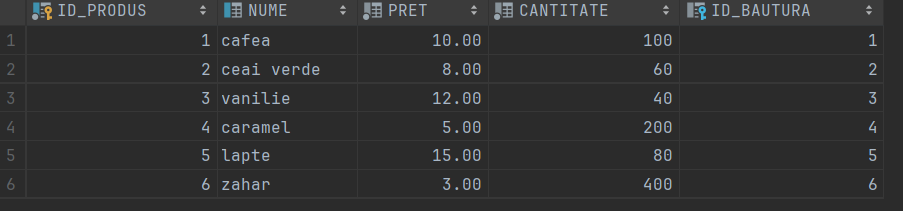 ID_PRODUS NUME PRET CANTITATE ID_BAUTURA
1 1 cafea 10.00 100 1
2 2 ceai verde 8.00 60 2
3 3 vanilie 12.00 40 3
4 4 caramel 5.00 200 4
5 5 lapte 15.00 80 5
6 6 zahar 3.00 400 6